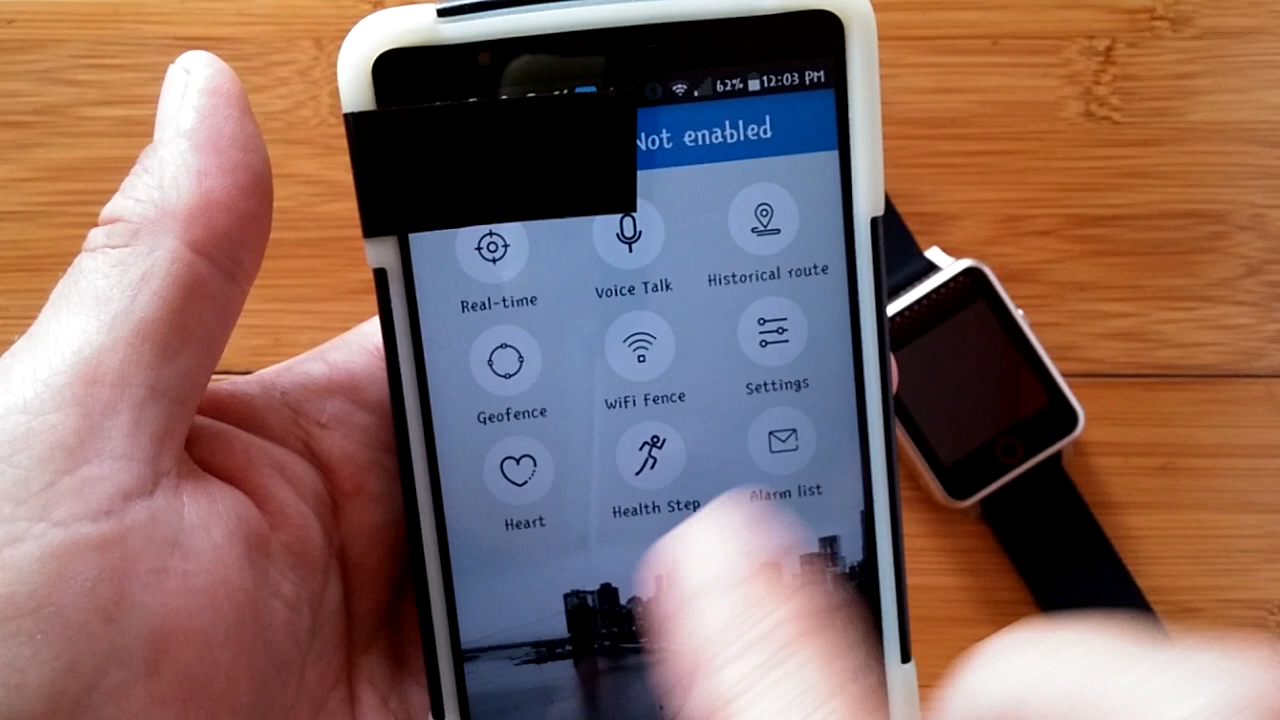 62% 12:03 PM
Not enabled
Real-time
Voice Talk
Historical route
Geofence
WiFi Fence
Settings
Heart
Health Step
Alarm list